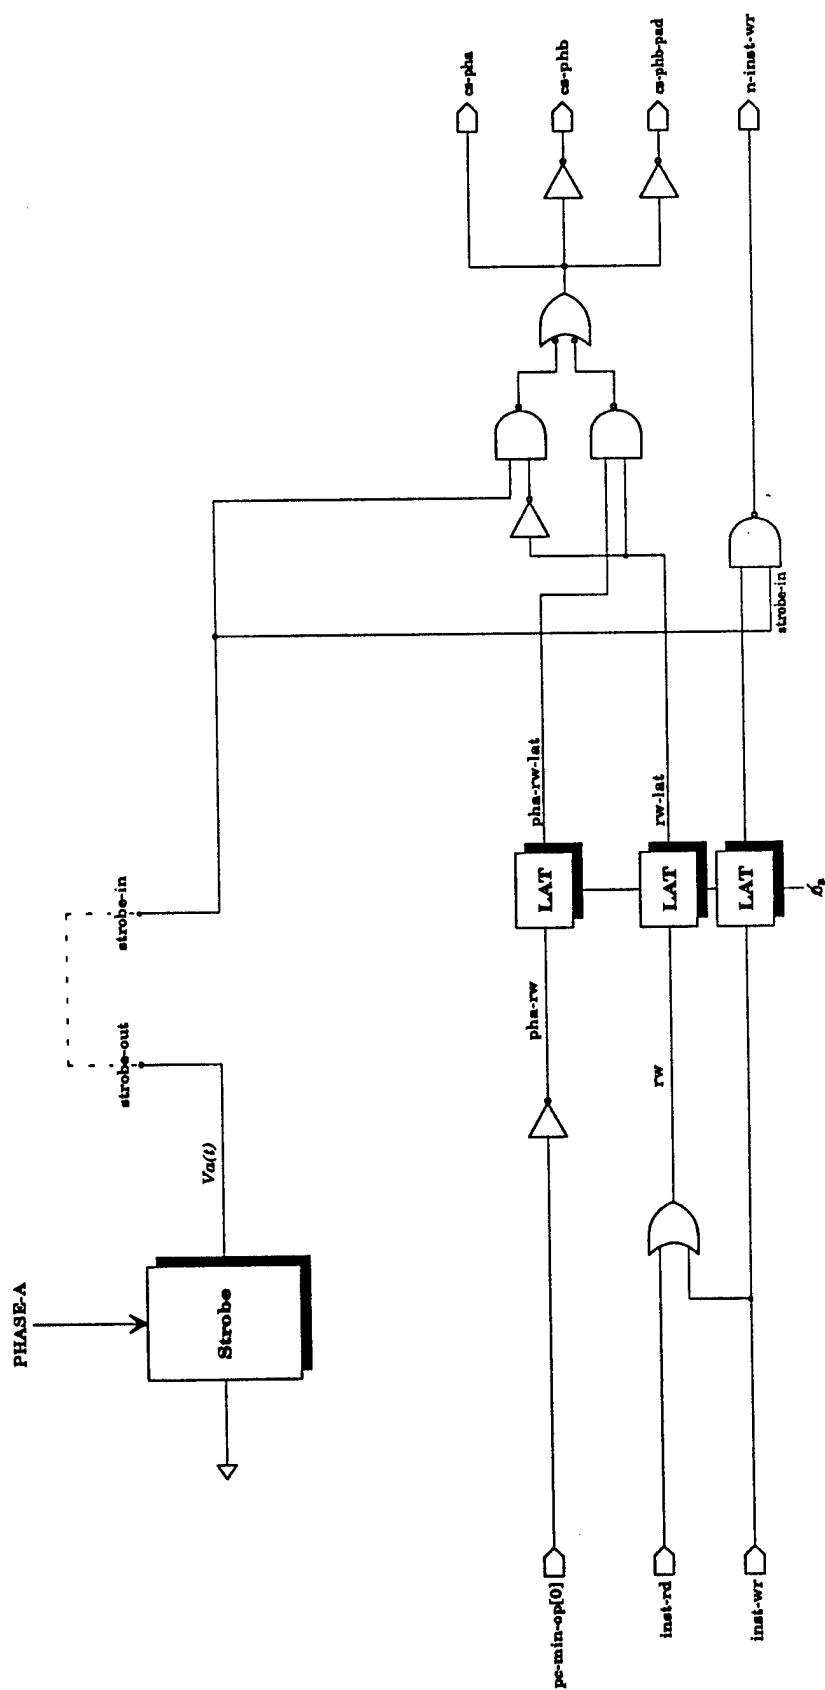 PHASE-A
Strobe
Va(t)
strobe-out
strobe-in
pc-min-op[0]
pha-rw
LAT
pha-rw-lat
inst-rd
rw
LAT
rw-lat
inst-wr
LAT
strobe-in
cs-pha
cs-phb
cs-phb-pad
n-inst-wr